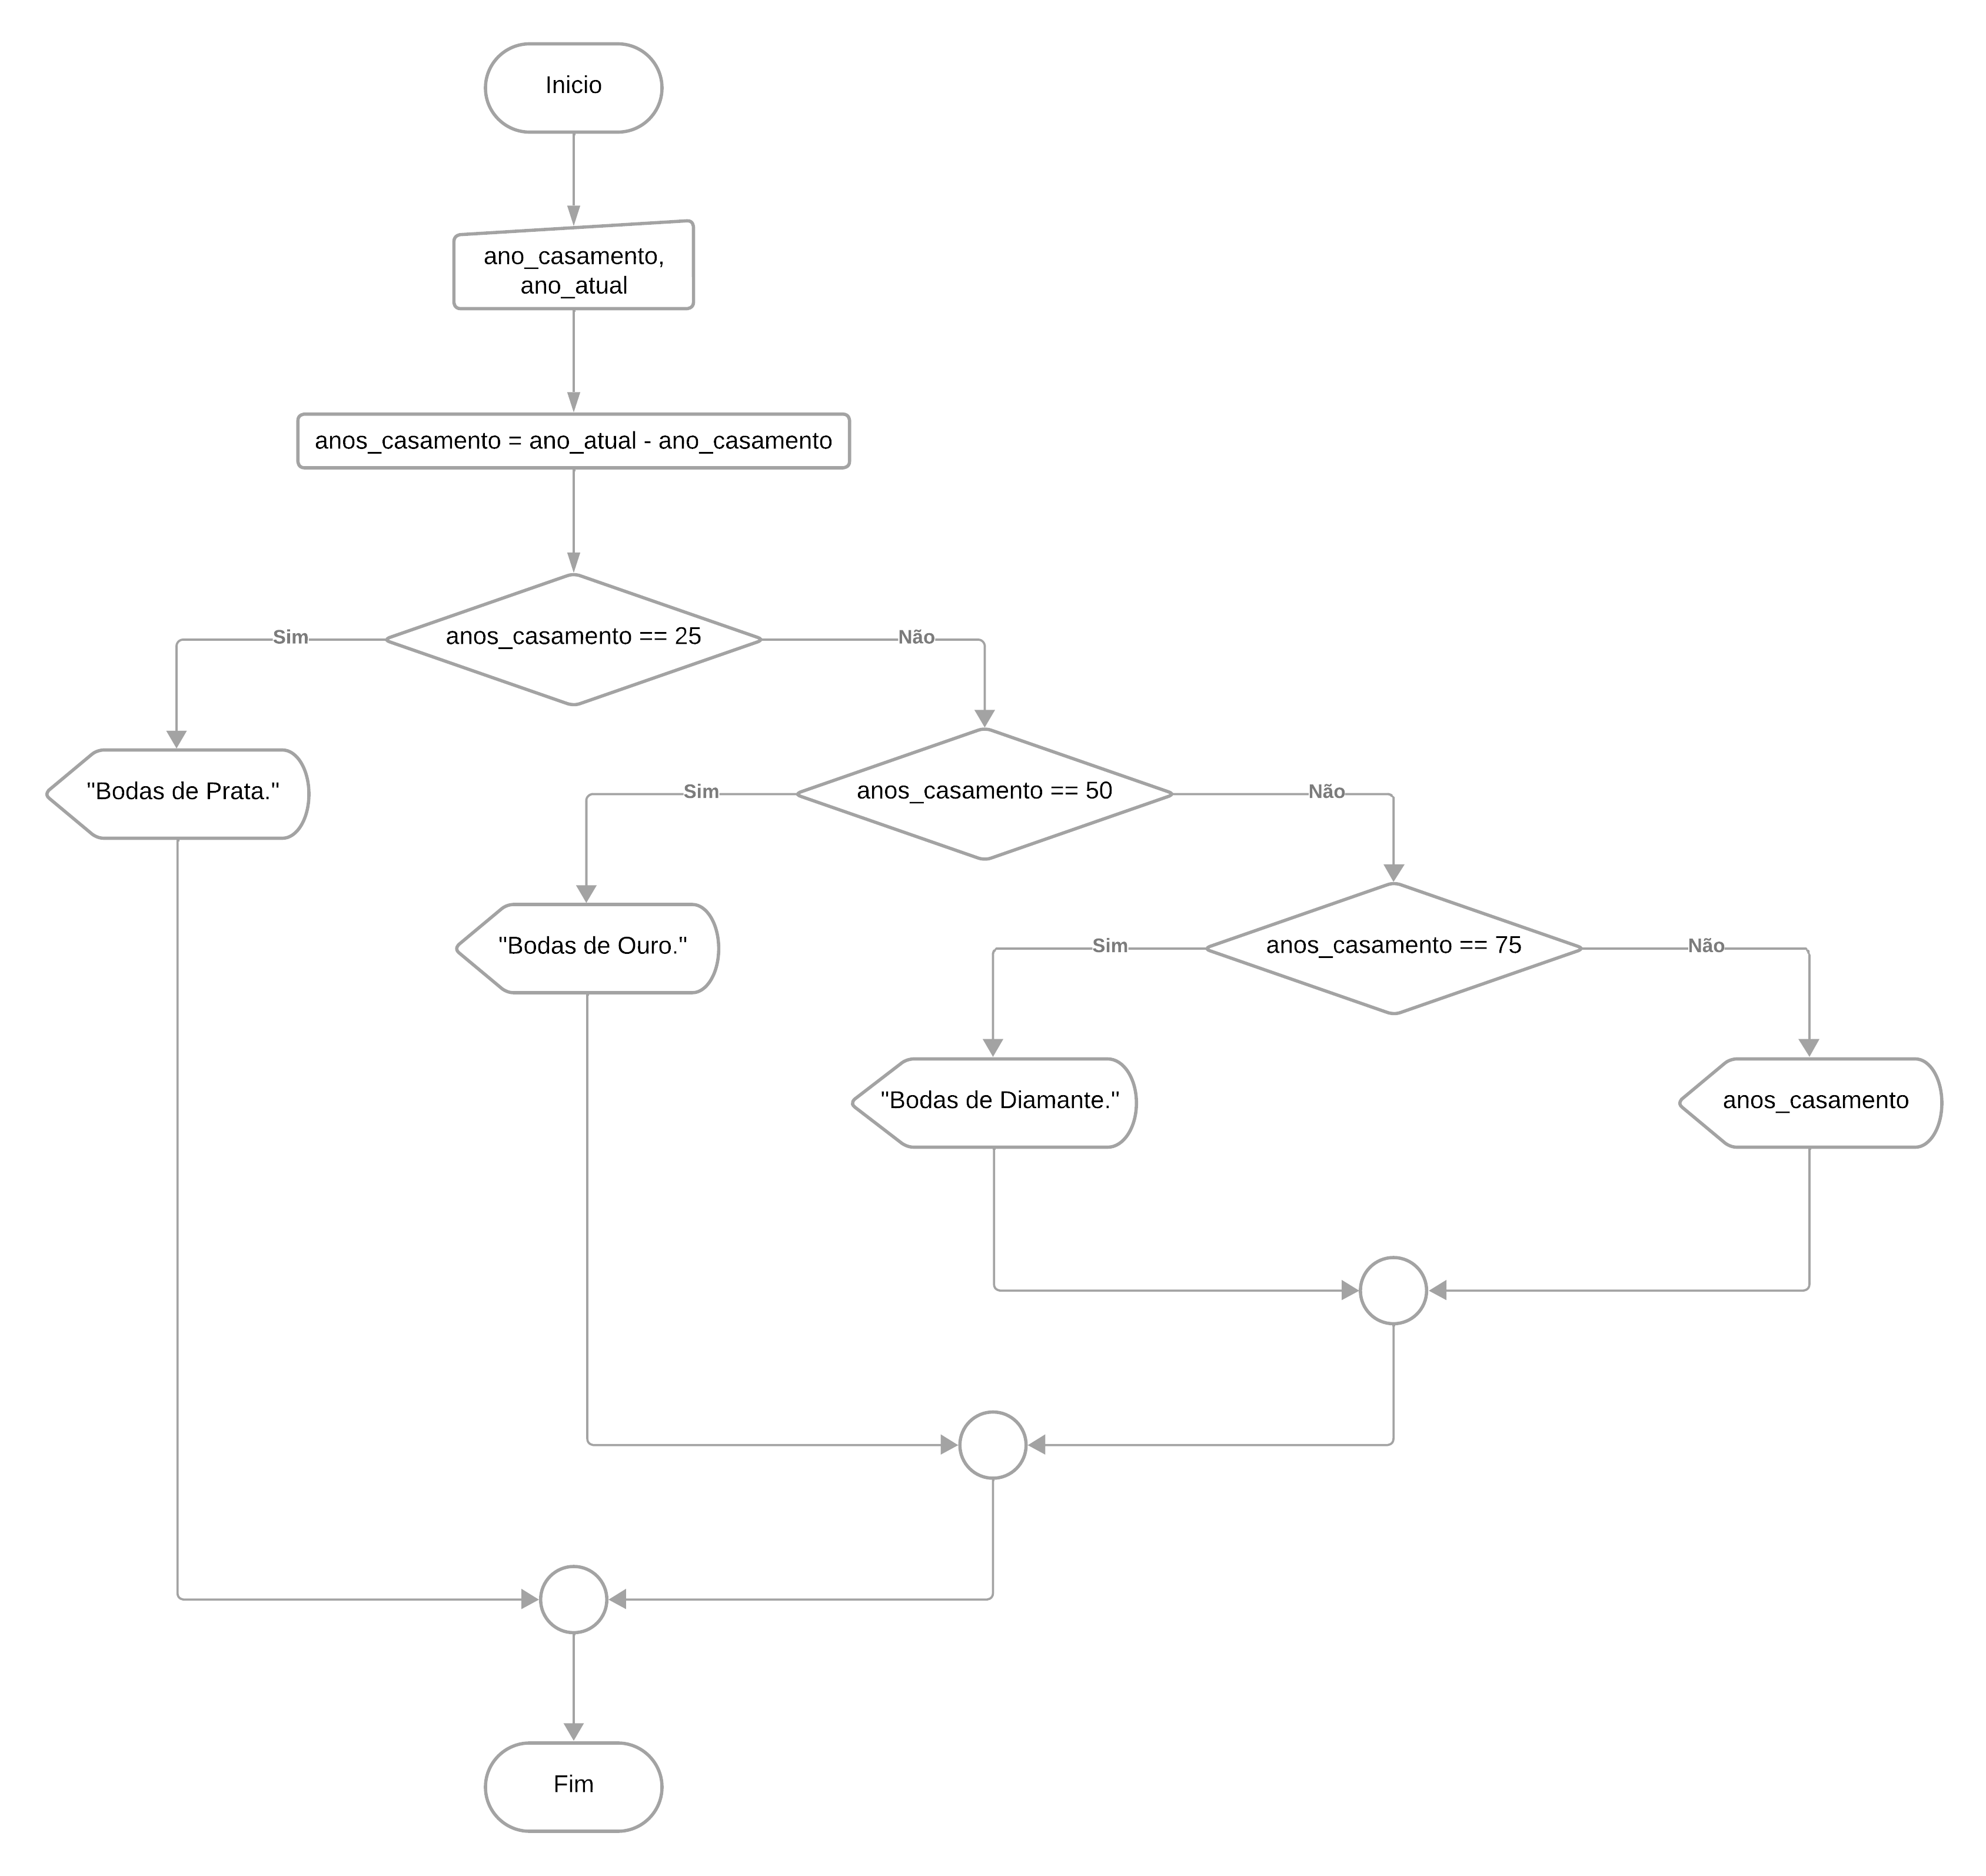 Inicio
ano_casamento,
ano_atual
anos_casamento = ano_atual - ano_casamento
anos_casamento == 25
Sim
Não
"Bodas de Prata."
anos_casamento == 50
Sim
Não
"Bodas de Ouro."
anos_casamento == 75
Sim
Não
"Bodas de Diamante."
anos_casamento
Fim